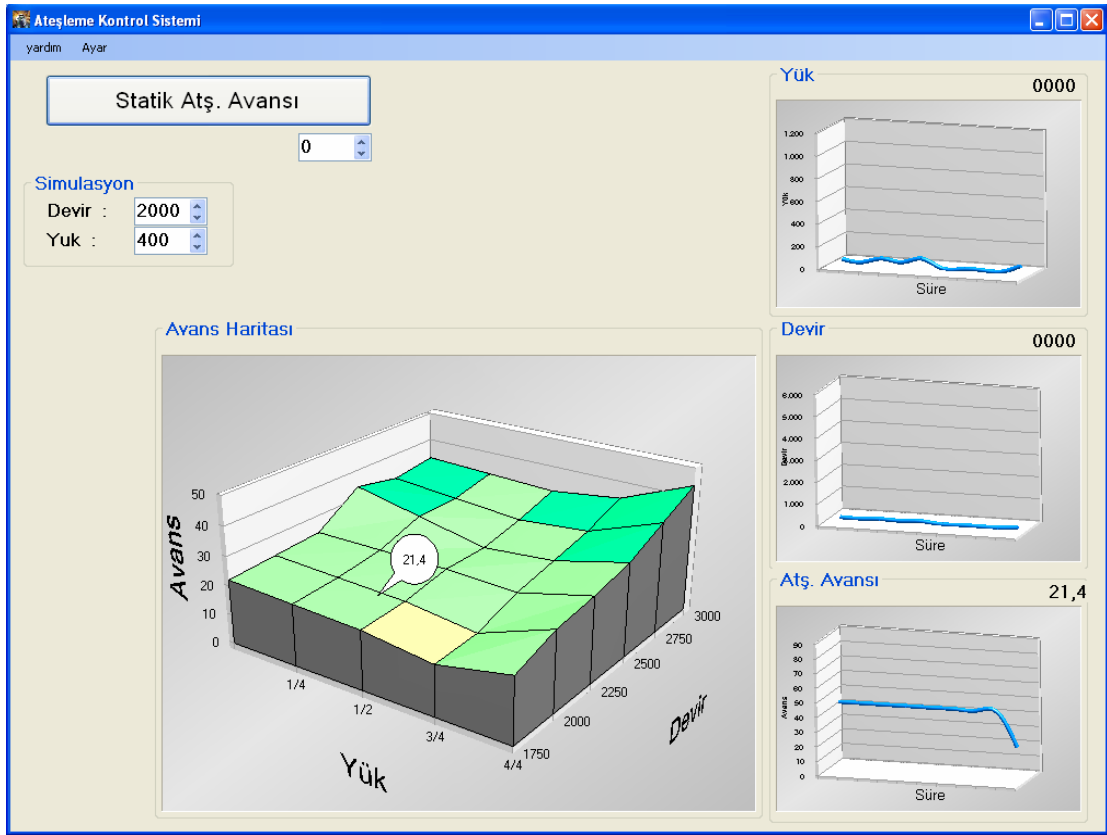 Ateşleme Kontrol Sistemi
yardım Ayar
Statik Atş. Avansı
0
Simulasyon
Devir : 2000
Yuk : 400
Yük
0000
1.200
1.000
800
600
400
200
0
Yük
Süre
Avans Haritası
50
40
30
20
10
0
Avans
21,4
1/4
1/2
3/4
4/4
Yük
1750
2000
2250
2500
2750
3000
Devir
Devir
0000
6.000
5.000
4.000
3.000
2.000
1.000
0
Devir
Süre
Atş. Avansı
21,4
90
80
70
60
50
40
30
20
10
0
Avans
Süre